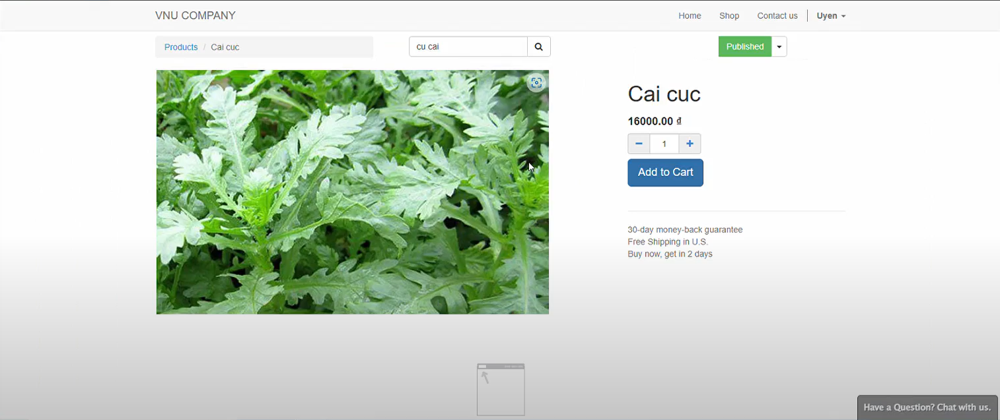 VNU COMPANY
Home Shop Contact us Uyen
Products / Cai cuc
cu cai
Published
Cai cuc
16000.00 ₫
- 1 +
Add to Cart
30-day money-back guarantee
Free Shipping in U.S.
Buy now, get in 2 days
Have a Question? Chat with us.